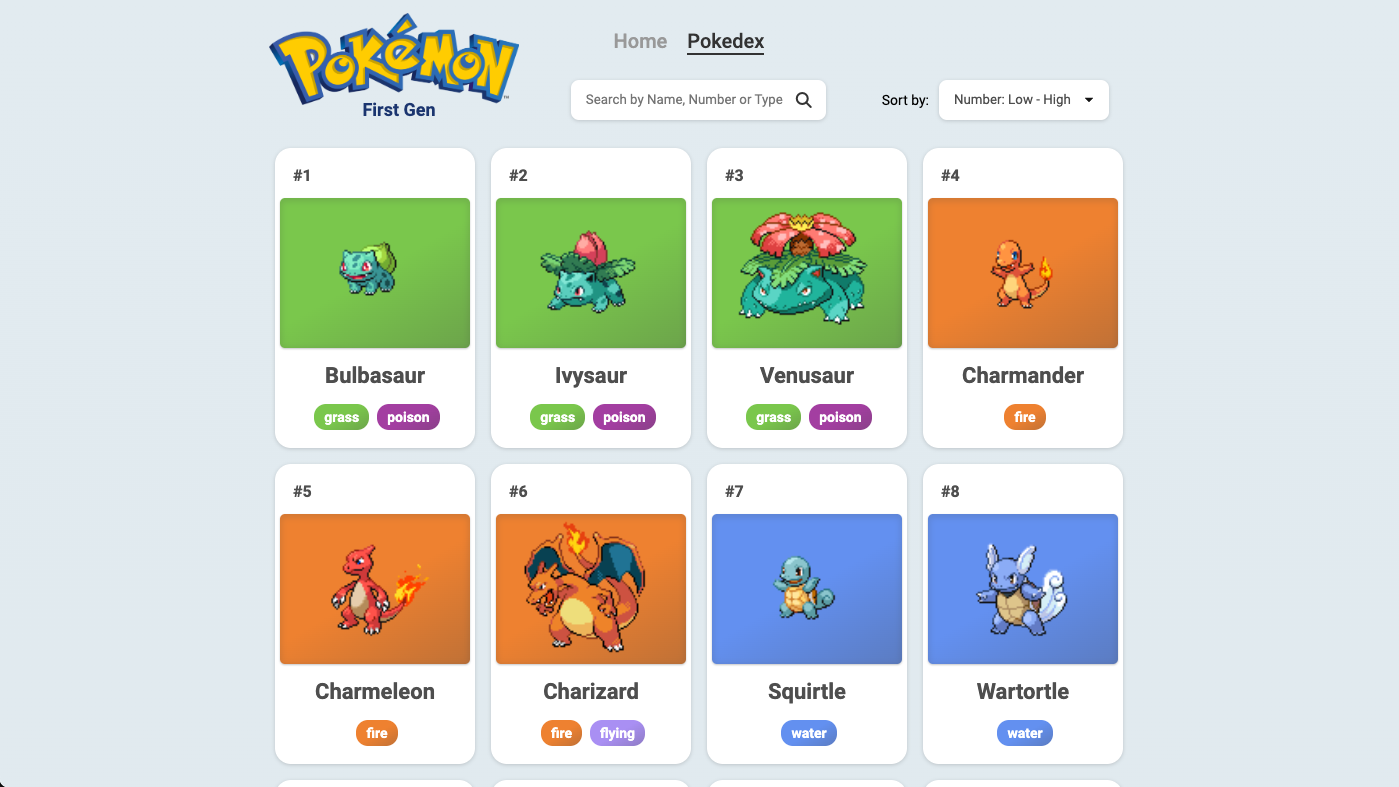 POKéMON
™
First Gen
Home Pokedex
Search by Name, Number or Type
Sort by: Number: Low - High
#1 #2 #3 #4
Bulbasaur Ivysaur Venusaur Charmander
grass poison grass poison grass poison fire
#5 #6 #7 #8
Charmeleon Charizard Squirtle Wartortle
fire fire flying water water